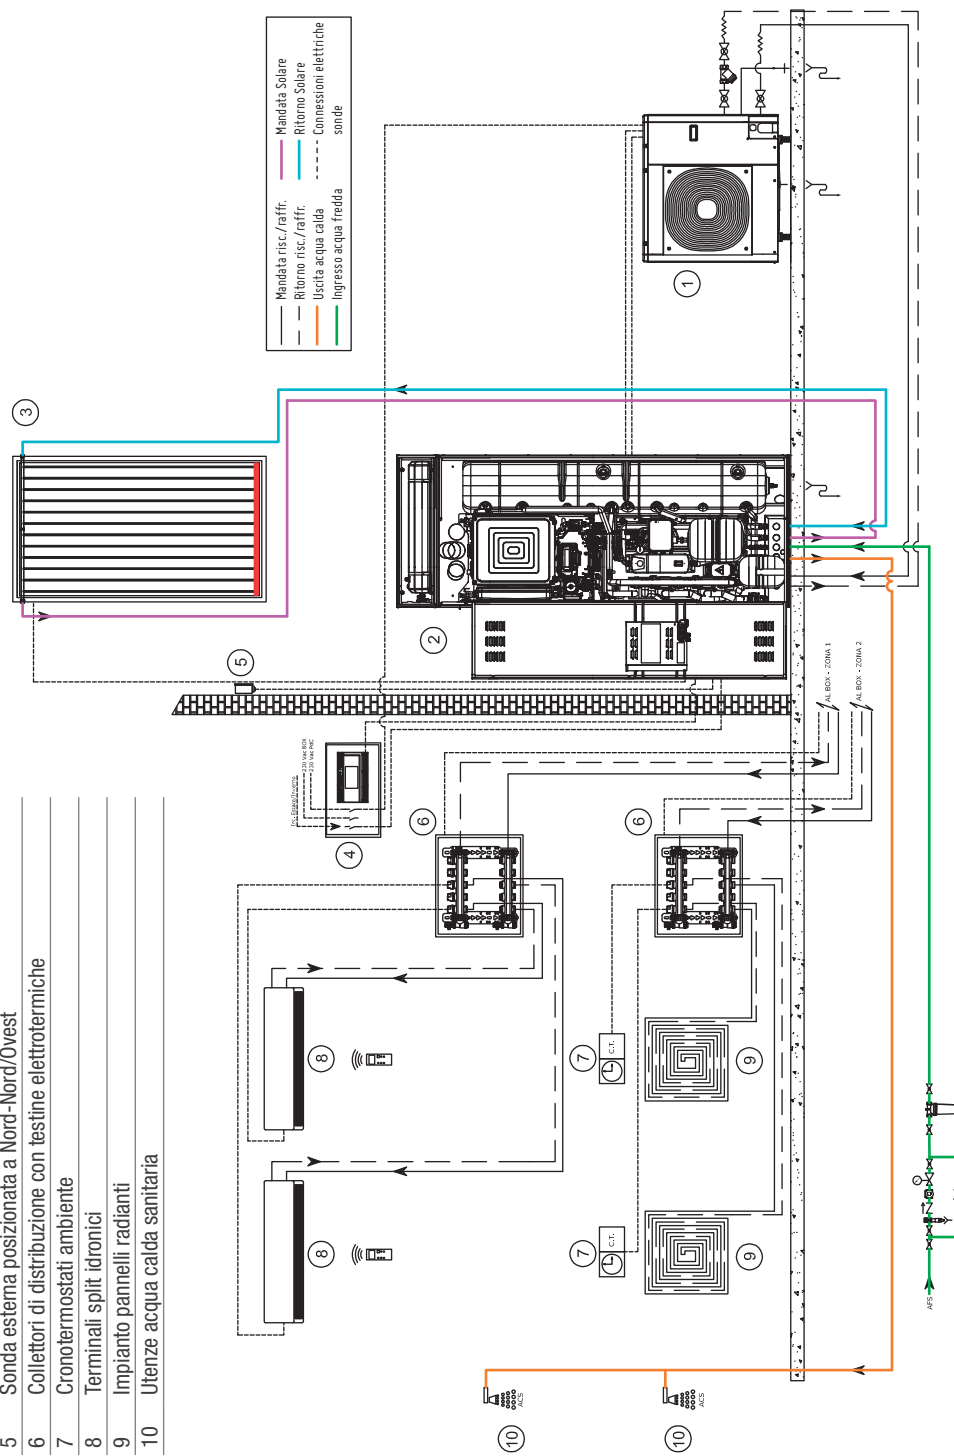 5 Sonda esterna posizionata a Nord-Nord/Ovest
6 Collettori di distribuzione con testine elettrotermiche
7 Cronotermostati ambiente
8 Terminali split idronici
9 Impianto pannelli radianti
10 Utenze acqua calda sanitaria
Mandata risc./raffr.
Ritorno risc./raffr.
Uscita acqua calda
Ingresso acqua fredda
Mandata Solare
Ritorno Solare
Connessioni elettriche
sonde
3
1
2
5
4
230 Vac BOX
230 Vac PdC
6
6
AL BOX - ZONA 1
AL BOX - ZONA 2
8
8
7
C.T.
7
C.T.
9
9
10
ACS
10
ACS
AFS